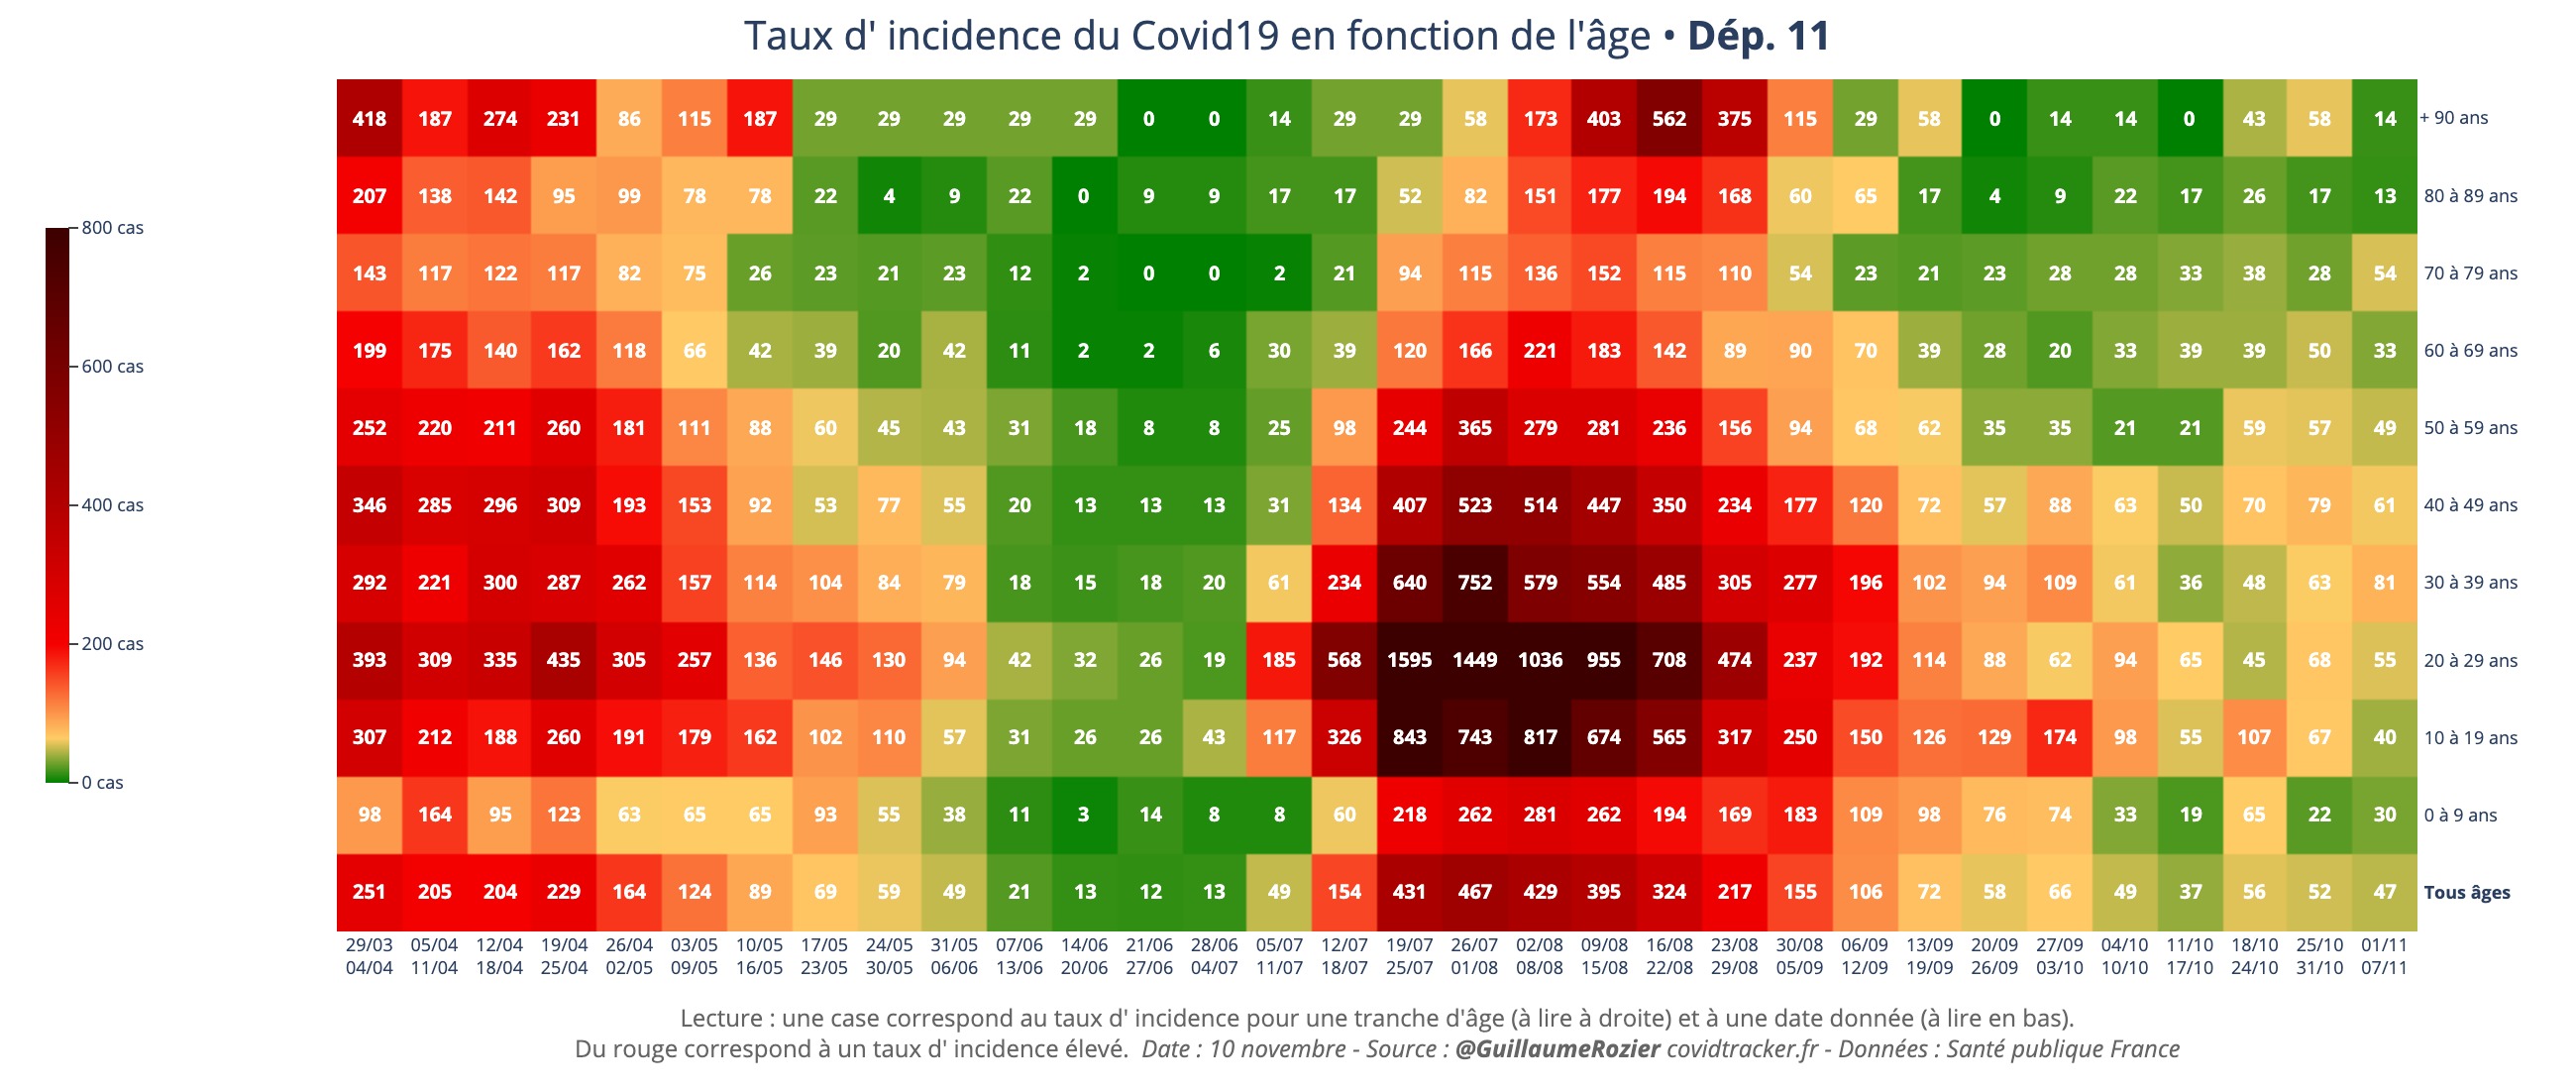 Taux d' incidence du Covid19 en fonction de l'âge • Dép. 11
418 187 274 231 86 115 187 29 29 29 29 29 0 0 14 29 29 58 173 403 562 375 115 29 58 0 14 14 0 43 58 14 + 90 ans
207 138 142 95 99 78 78 22 4 9 22 0 9 9 17 17 52 82 151 177 194 168 60 65 17 4 9 22 17 26 17 13 80 à 89 ans
800 cas
143 117 122 117 82 75 26 23 21 23 12 2 0 0 2 21 94 115 136 152 115 110 54 23 21 23 28 28 33 38 28 54 70 à 79 ans
199 175 140 162 118 66 42 39 20 42 11 2 2 6 30 39 120 166 221 183 142 89 90 70 39 28 20 33 39 39 50 33 60 à 69 ans
600 cas
252 220 211 260 181 111 88 60 45 43 31 18 8 8 25 98 244 365 279 281 236 156 94 68 62 35 35 21 21 59 57 49 50 à 59 ans
400 cas
346 285 296 309 193 153 92 53 77 55 20 13 13 13 31 134 407 523 514 447 350 234 177 120 72 57 88 63 50 70 79 61 40 à 49 ans
292 221 300 287 262 157 114 104 84 79 18 15 18 20 61 234 640 752 579 554 485 305 277 196 102 94 109 61 36 48 63 81 30 à 39 ans
200 cas
393 309 335 435 305 257 136 146 130 94 42 32 26 19 185 568 1595 1449 1036 955 708 474 237 192 114 88 62 94 65 45 68 55 20 à 29 ans
307 212 188 260 191 179 162 102 110 57 31 26 26 43 117 326 843 743 817 674 565 317 250 150 126 129 174 98 55 107 67 40 10 à 19 ans
0 cas
98 164 95 123 63 65 65 93 55 38 11 3 14 8 8 60 218 262 281 262 194 169 183 109 98 76 74 33 19 65 22 30 0 à 9 ans
251 205 204 229 164 124 89 69 59 49 21 13 12 13 49 154 431 467 429 395 324 217 155 106 72 58 66 49 37 56 52 47 Tous âges
29/03 05/04 12/04 19/04 26/04 03/05 10/05 17/05 24/05 31/05 07/06 14/06 21/06 28/06 05/07 12/07 19/07 26/07 02/08 09/08 16/08 23/08 30/08 06/09 13/09 20/09 27/09 04/10 11/10 18/10 25/10 01/11
04/04 11/04 18/04 25/04 02/05 09/05 16/05 23/05 30/05 06/06 13/06 20/06 27/06 04/07 11/07 18/07 25/07 01/08 08/08 15/08 22/08 29/08 05/09 12/09 19/09 26/09 03/10 10/10 17/10 24/10 31/10 07/11
Lecture : une case correspond au taux d' incidence pour une tranche d'âge (à lire à droite) et à une date donnée (à lire en bas).
Du rouge correspond à un taux d' incidence élevé. Date : 10 novembre - Source : @GuillaumeRozier covidtracker.fr - Données : Santé publique France